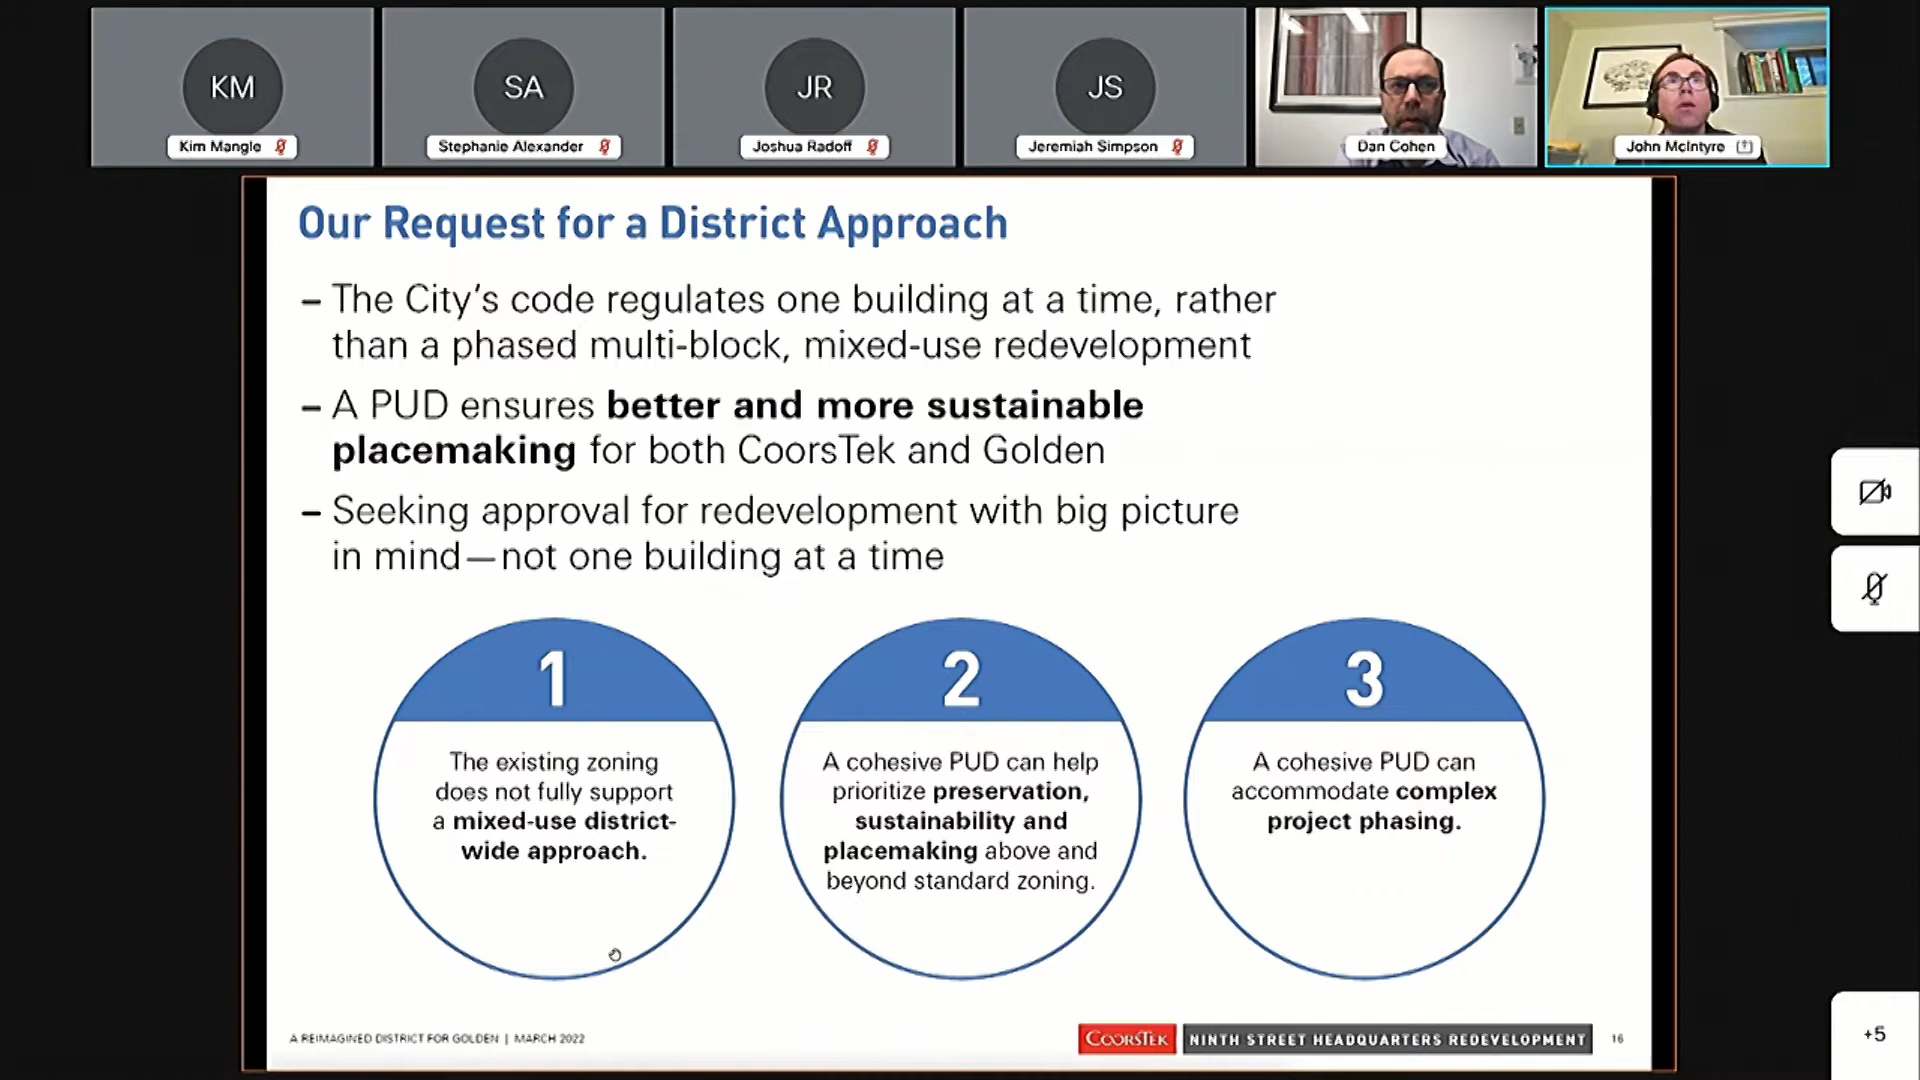 KM
SA
JR
JS
Kim Mangle
Stephanie Alexander
Joshua Radoff
Jeremiah Simpson
Dan Cohen
John McIntyre
Our Request for a District Approach
– The City's code regulates one building at a time, rather
than a phased multi-block, mixed-use redevelopment
– A PUD ensures better and more sustainable
placemaking for both CoorsTek and Golden
– Seeking approval for redevelopment with big picture
in mind—not one building at a time
1
The existing zoning
does not fully support
a mixed-use district-
wide approach.
2
A cohesive PUD can help
prioritize preservation,
sustainability and
placemaking above and
beyond standard zoning.
3
A cohesive PUD can
accommodate complex
project phasing.
A REIMAGINED DISTRICT FOR GOLDEN | MARCH 2022
COORSTEK
NINTH STREET HEADQUARTERS REDEVELOPMENT
16
+5